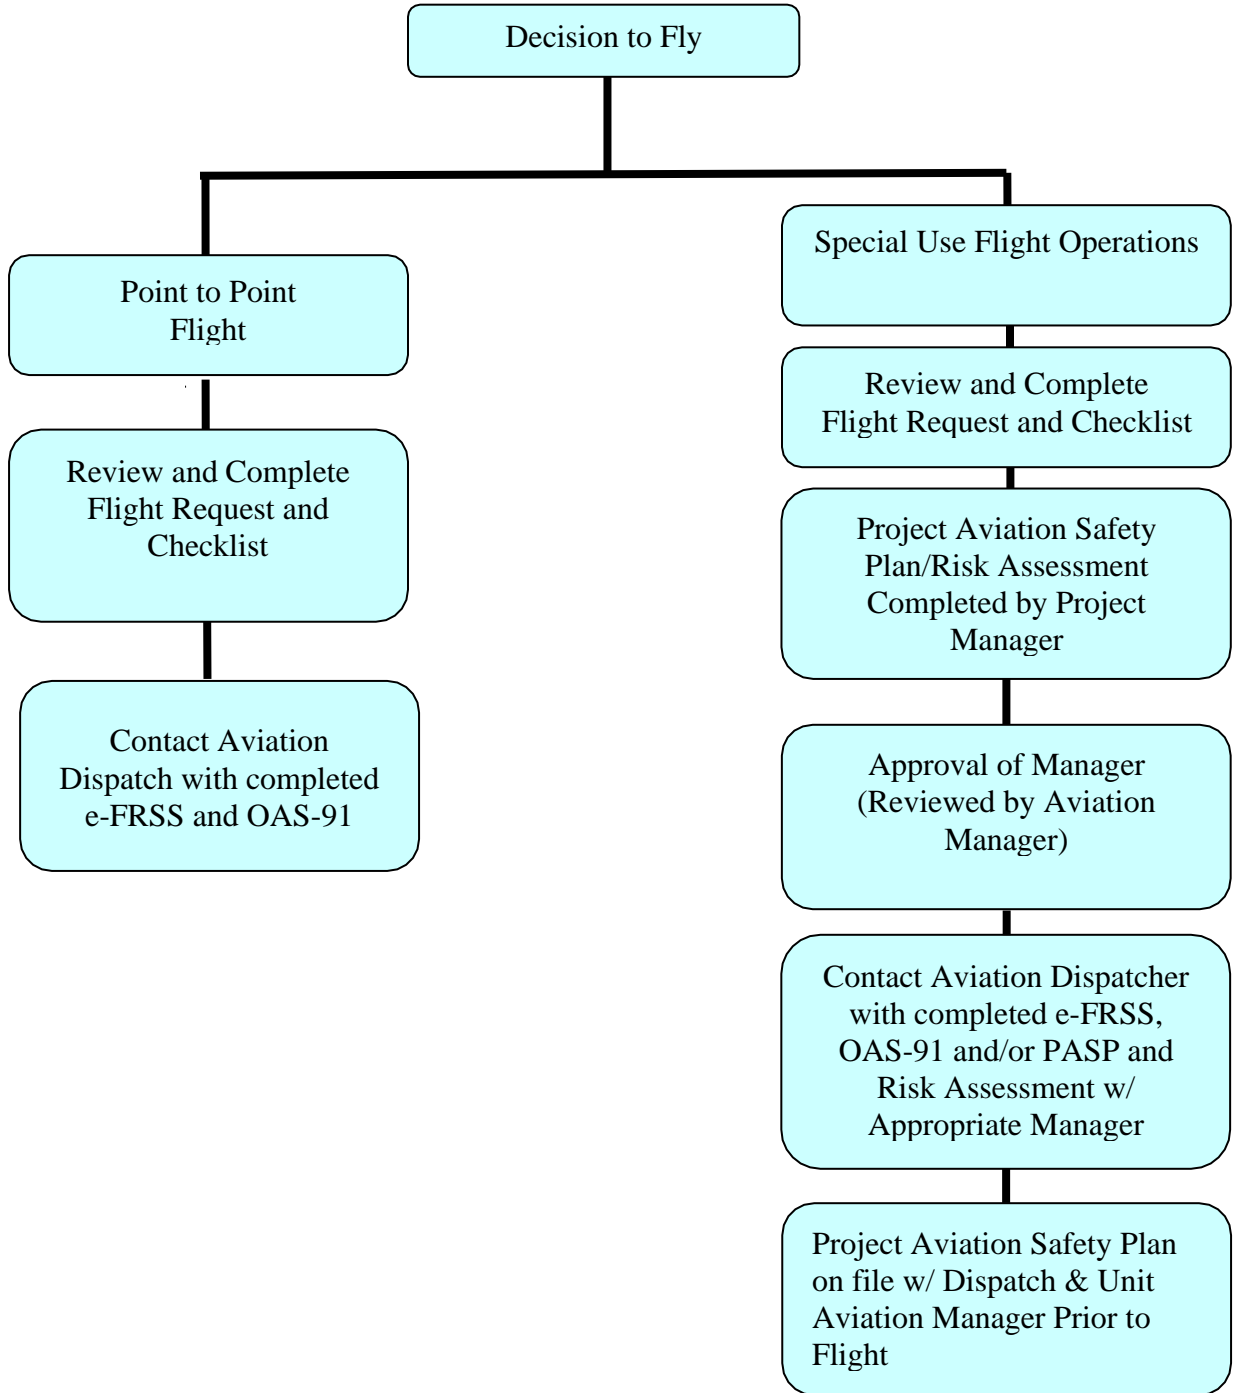 Decision to Fly
Point to Point
Flight
Review and Complete
Flight Request and
Checklist
Contact Aviation
Dispatch with completed
e-FRSS and OAS-91
Special Use Flight Operations
Review and Complete
Flight Request and Checklist
Project Aviation Safety
Plan/Risk Assessment
Completed by Project
Manager
Approval of Manager
(Reviewed by Aviation
Manager)
Contact Aviation Dispatcher
with completed e-FRSS,
OAS-91 and/or PASP and
Risk Assessment w/
Appropriate Manager
Project Aviation Safety Plan
on file w/ Dispatch & Unit
Aviation Manager Prior to
Flight